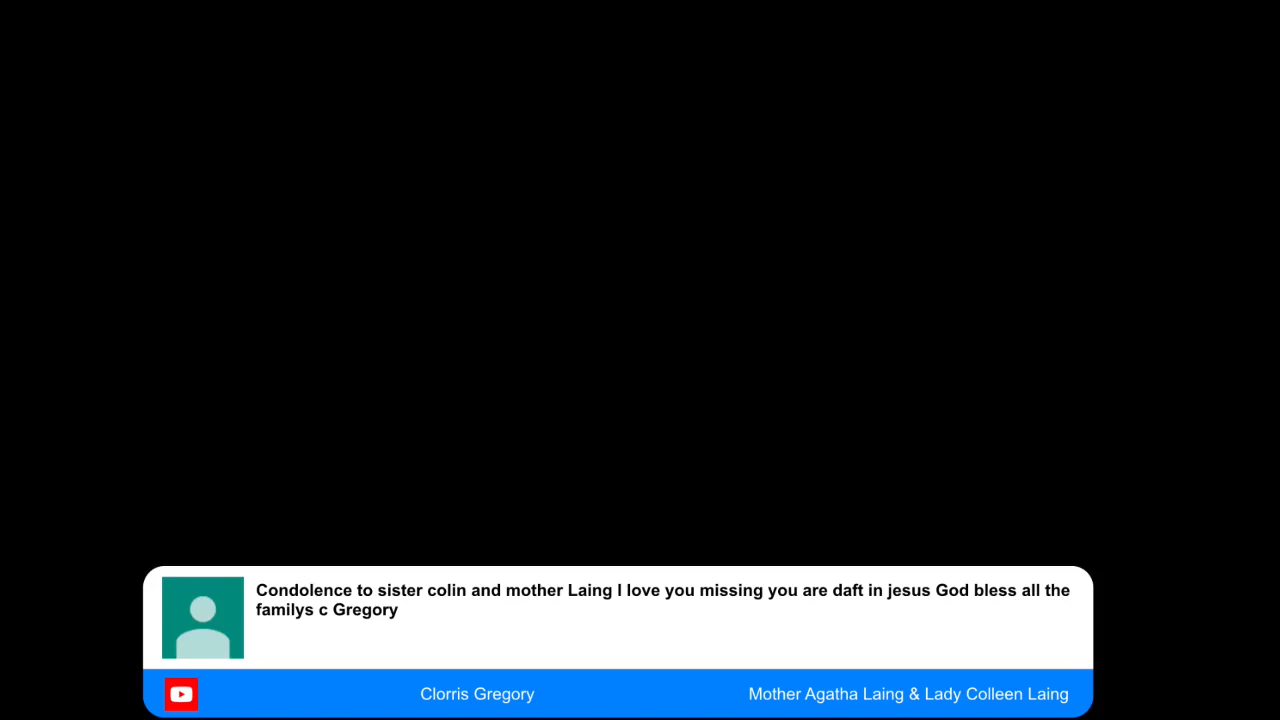 Condolence to sister colin and mother Laing I love you missing you are daft in jesus God bless all the
familys c Gregory
Clorris Gregory
Mother Agatha Laing & Lady Colleen Laing